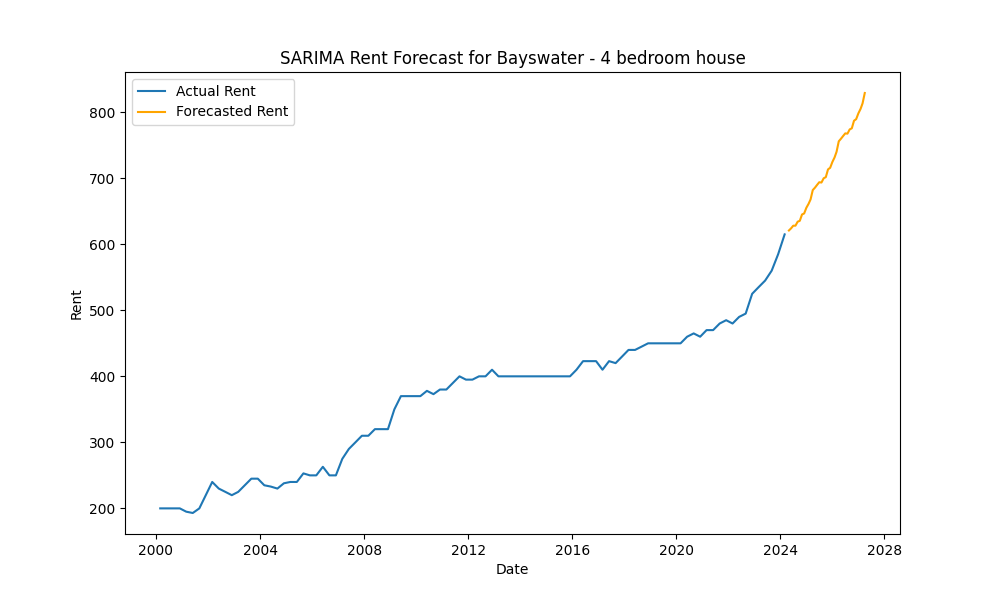 SARIMA Rent Forecast for Bayswater - 4 bedroom house
Actual Rent
Forecasted Rent
800
700
600
500
400
300
200
Rent
2000 2004 2008 2012 2016 2020 2024 2028
Date